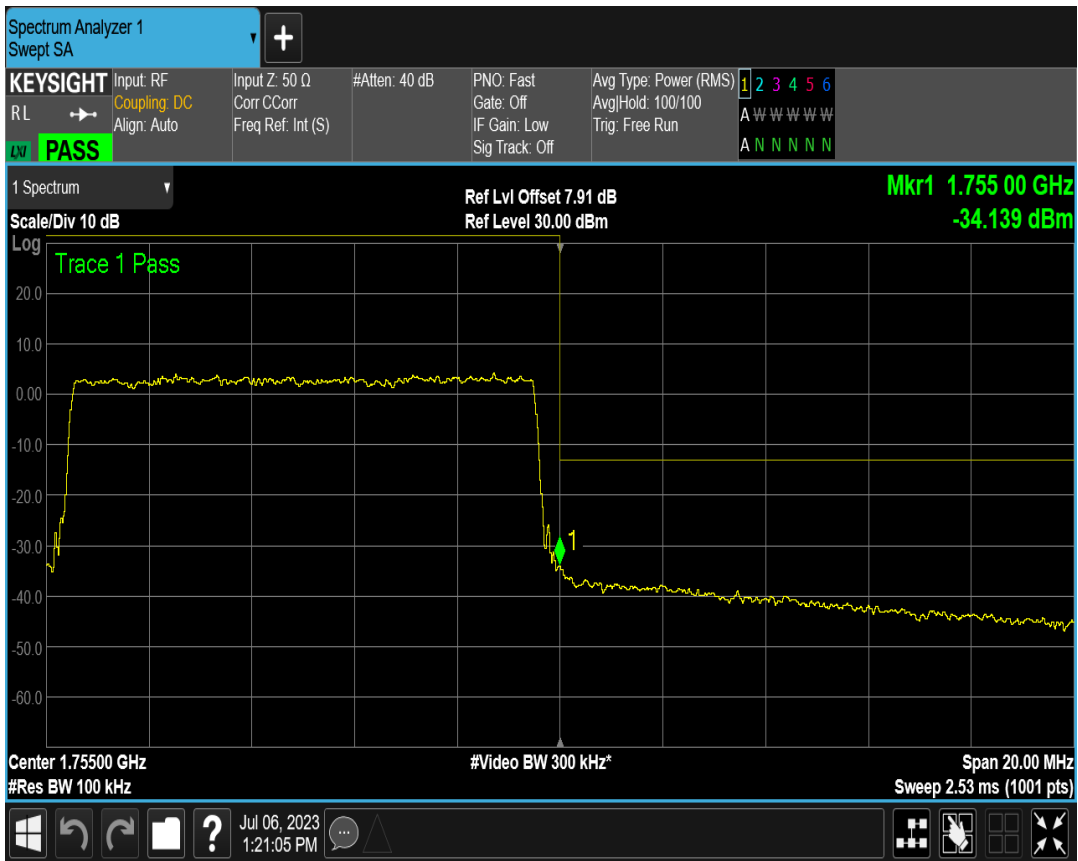 Spectrum Analyzer 1
Swept SA
+
KEYSIGHT
RL
LXI PASS
Input: RF
Coupling: DC
Align: Auto
Input Z: 50 Ω
Corr CCorr
Freq Ref: Int (S)
#Atten: 40 dB
PNO: Fast
Gate: Off
IF Gain: Low
Sig Track: Off
Avg Type: Power (RMS)
Avg|Hold: 100/100
Trig: Free Run
1 2 3 4 5 6
A W W W W W
A N N N N N
1 Spectrum
Scale/Div 10 dB
Ref Lvl Offset 7.91 dB
Ref Level 30.00 dBm
Mkr1 1.755 00 GHz
-34.139 dBm
Log
Trace 1 Pass
20.0
10.0
0.00
-10.0
-20.0
-30.0
-40.0
-50.0
-60.0
1
Center 1.75500 GHz
#Res BW 100 kHz
#Video BW 300 kHz*
Span 20.00 MHz
Sweep 2.53 ms (1001 pts)
?
Jul 06, 2023
1:21:05 PM